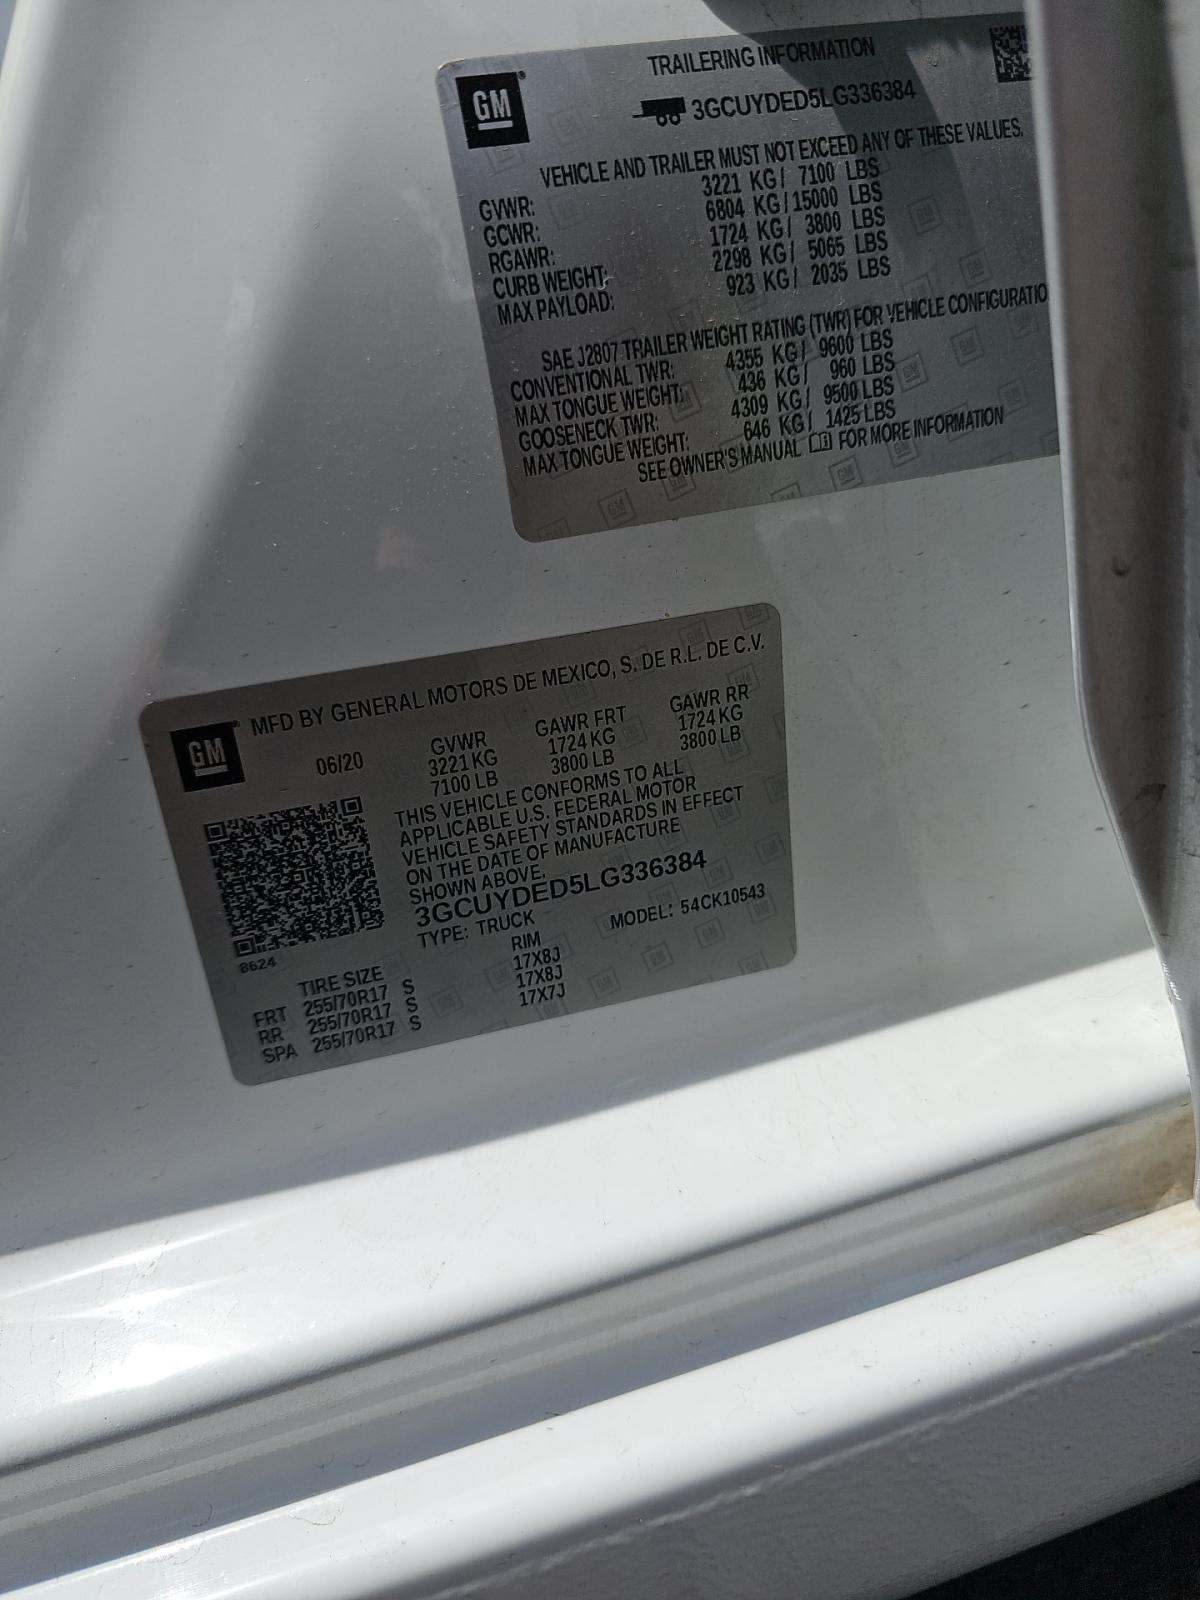 GM
TRAILERING INFORMATION
3GCUYDED5LG336384
VEHICLE AND TRAILER MUST NOT EXCEED ANY OF THESE VALUES.
GVWR: 3221 KG/ 7100 LBS
GCWR: 6804 KG/15000 LBS
RGAWR: 1724 KG/ 3800 LBS
CURB WEIGHT: 2298 KG/ 5065 LBS
MAX PAYLOAD: 923 KG/ 2035 LBS
SAE J2807 TRAILER WEIGHT RATING (TWR) FOR VEHICLE CONFIGURATIO
CONVENTIONAL TWR: 4355 KG/ 9600 LBS
MAX TONGUE WEIGHT: 436 KG/ 960 LBS
GOOSENECK TWR: 4309 KG/ 9500 LBS
MAX TONGUE WEIGHT: 646 KG/ 1425 LBS
SEE OWNER'S MANUAL FOR MORE INFORMATION
GM
MFD BY GENERAL MOTORS DE MEXICO, S. DE R.L. DE C.V.
06/20 GVWR GAWR FRT GAWR RR
3221 KG 1724 KG 1724 KG
7100 LB 3800 LB 3800 LB
THIS VEHICLE CONFORMS TO ALL
APPLICABLE U.S. FEDERAL MOTOR
VEHICLE SAFETY STANDARDS IN EFFECT
ON THE DATE OF MANUFACTURE
SHOWN ABOVE.
3GCUYDED5LG336384
TYPE: TRUCK MODEL: 54CK10543
8624
TIRE SIZE RIM
FRT 255/70R17 S 17X8J
RR 255/70R17 S 17X8J
SPA 255/70R17 S 17X7J